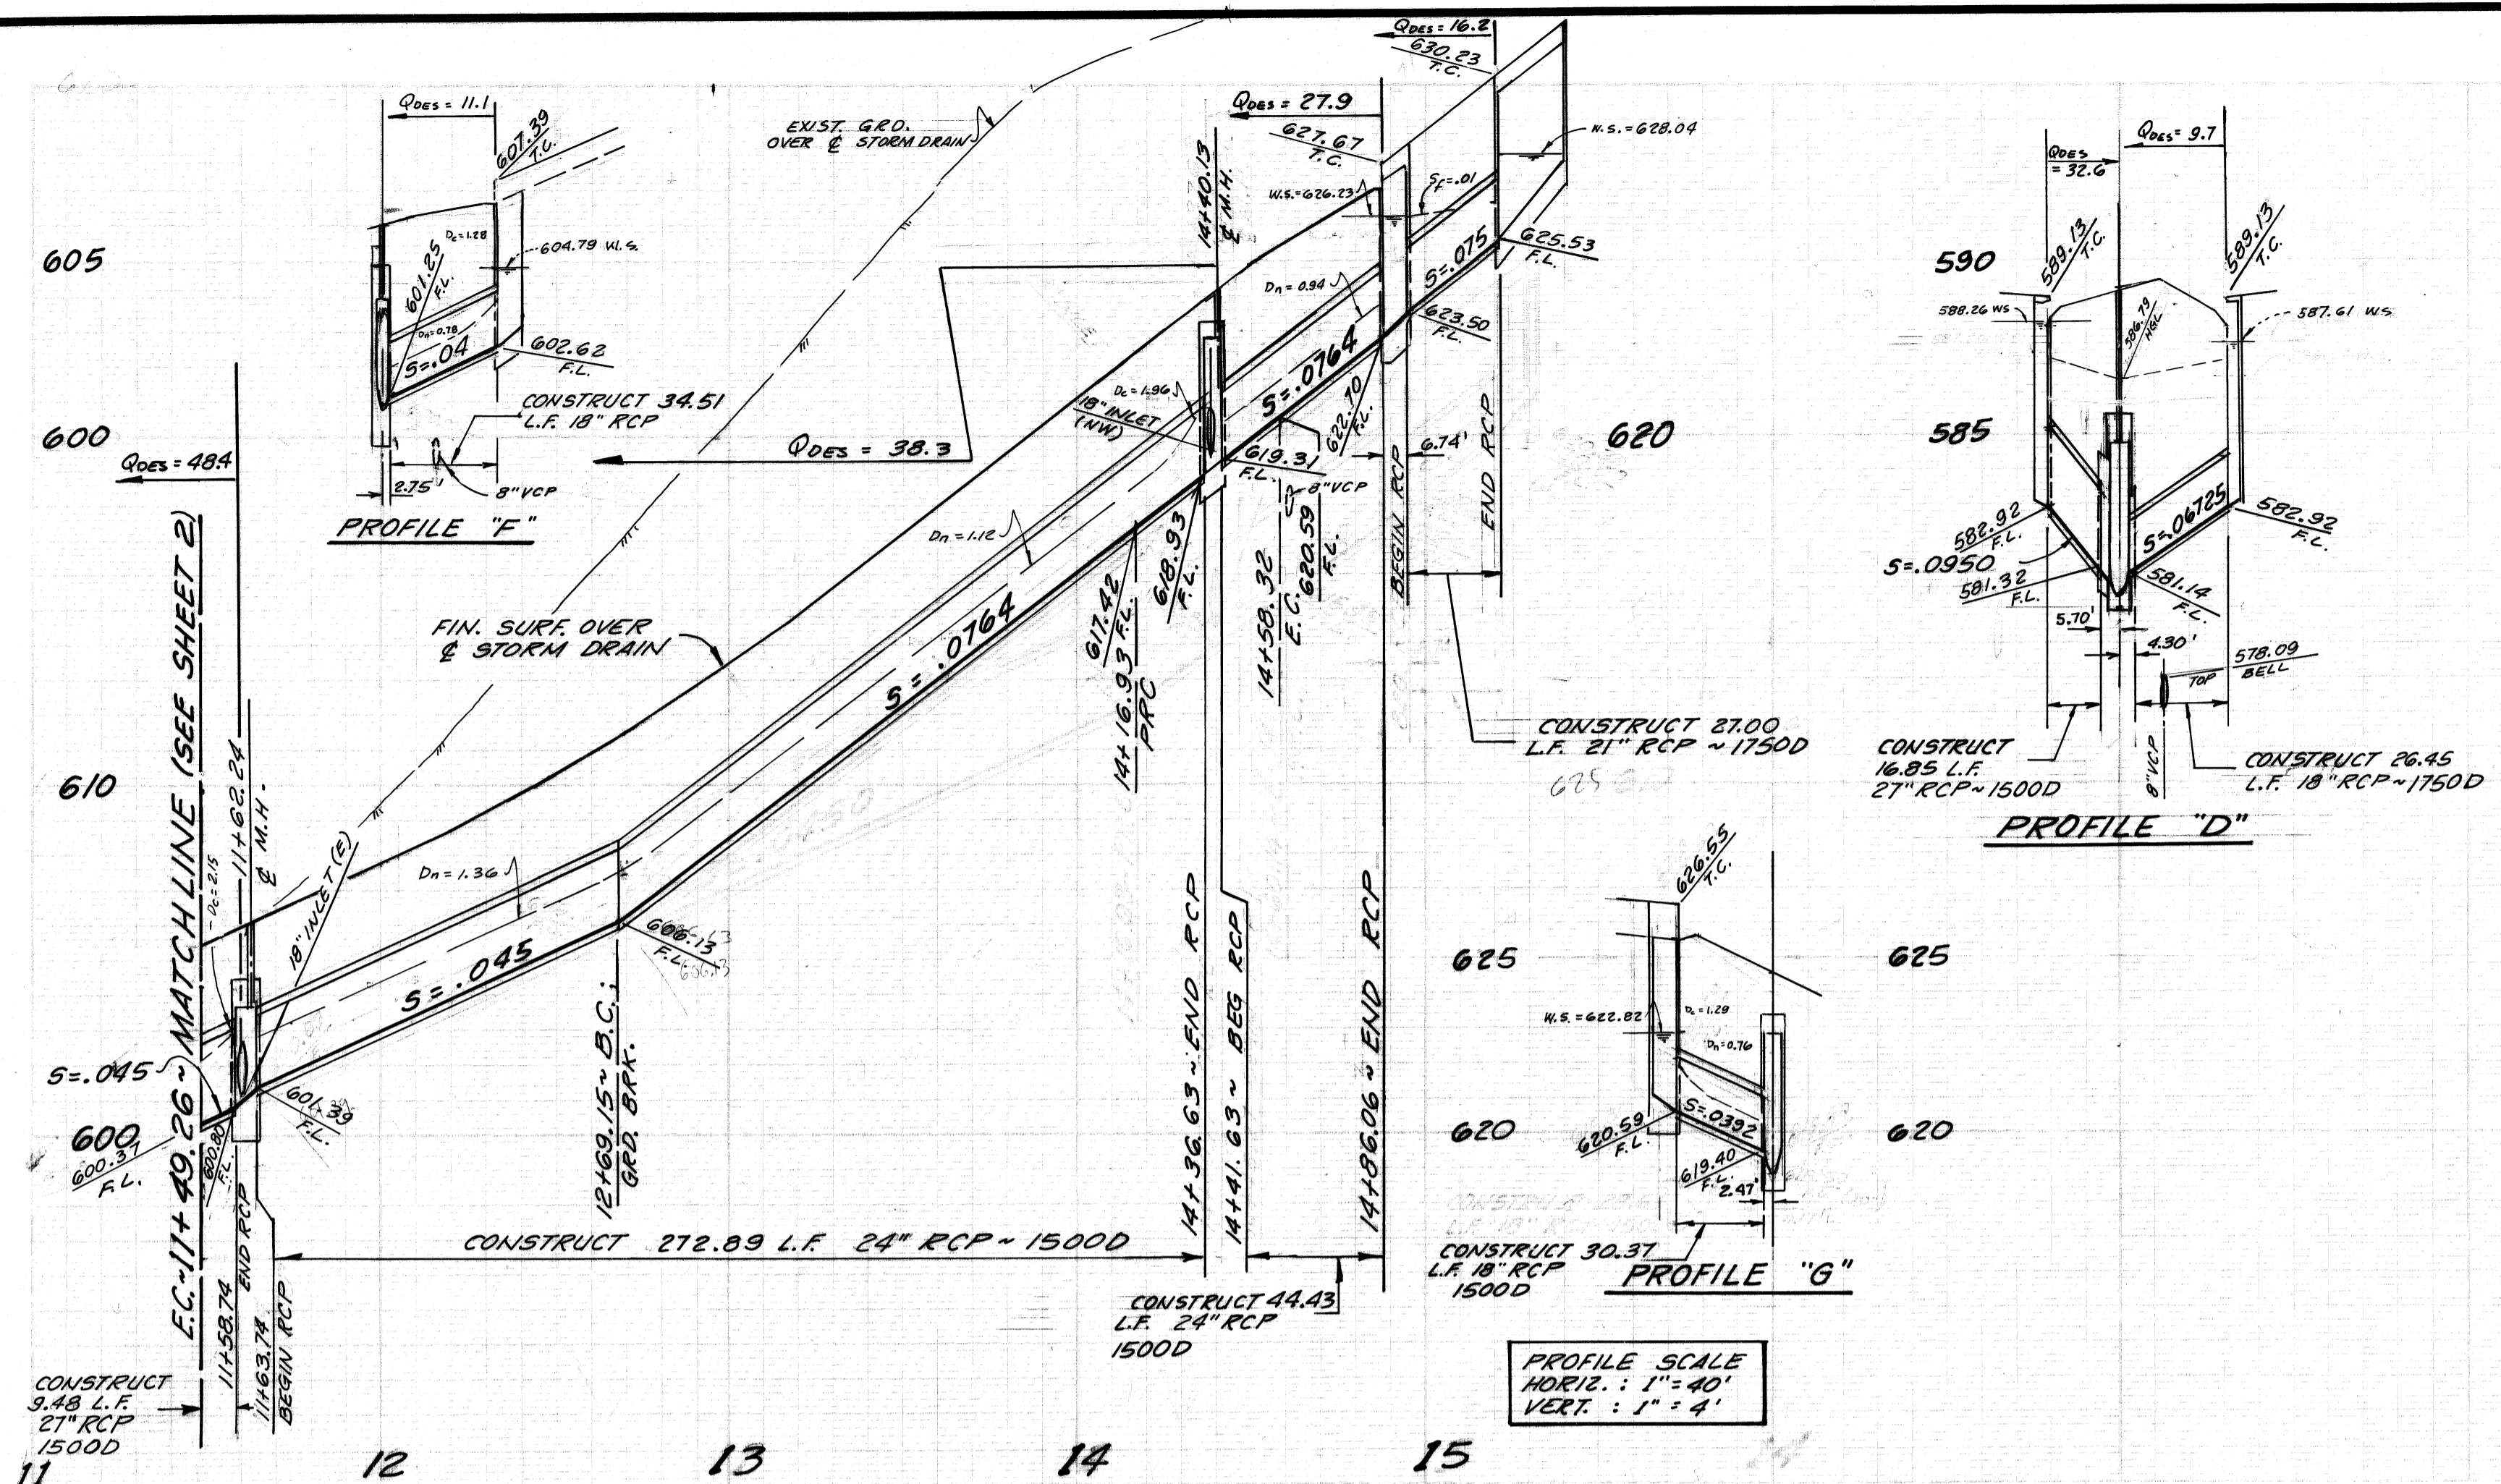 QDES = 11.1
607.39
T.C.
605
601.25
F.L.
Dc = 1.28
604.79 W.S.
Dn = 0.78
S=.04
602.62
F.L.
CONSTRUCT 34.51
L.F. 18" RCP
600
2.75'
8" VCP
PROFILE "F"
QDES = 48.4
EXIST. GRD.
OVER ℄ STORM DRAIN
QDES = 16.2
630.23
T.C.
QDES = 27.9
627.67
T.C.
14+40.13
℄ M.H.
W.S.=626.23
Sf=.01
W.S.=628.04
625.53
F.L.
S=.075
Dn = 0.94
623.50
F.L.
S=.0764
Dc = 1.96
18" INLET
(NW)
622.70
F.L.
6.74'
620
QDES = 38.3
619.31
F.L.
8" VCP
BEGIN RCP
END RCP
Dn = 1.12
618.93
F.L.
617.42
F.L.
14+16.93
PRC
14+58.32
E.C.
620.59
F.L.
FIN. SURF. OVER
℄ STORM DRAIN
S = .0764
CONSTRUCT 27.00
L.F. 21" RCP ~ 1750D
625
610
E.C.~11+49.26~ MATCHLINE (SEE SHEET 2)
Dc = 2.15
11+62.24
℄ M.H.
18" INLET (E)
Dn = 1.36
606.13
F.L.
606.13
S = .045
S=.045
601.39
F.L.
600
600.37
F.L.
600.80
F.L.
12+69.15~ B.C.;
GRD. BRK.
14+36.63~END RCP
14+41.63~ BEG RCP
14+86.06 ~ END RCP
CONSTRUCT 272.89 L.F. 24" RCP ~ 1500D
11+58.74
END RCP
11+63.74
BEGIN RCP
CONSTRUCT
9.48 L.F.
27" RCP
1500D
CONSTRUCT 44.43
L.F. 24" RCP
1500D
QDES
= 32.6
QDES = 9.7
589.13
T.C.
589.13
T.C.
590
588.26 WS
586.79
HGL
587.61 WS
585
582.92
F.L.
S=.0950
581.32
F.L.
S=.06725
582.92
F.L.
581.14
F.L.
5.70'
4.30'
578.09
TOP BELL
8" VCP
CONSTRUCT
16.85 L.F.
27" RCP~1500D
CONSTRUCT 26.45
L.F. 18" RCP~1750D
PROFILE "D"
626.55
T.C.
625
625
W.S. = 622.82
Dc = 1.29
Dn = 0.76
S=.0392
620
620
620.59
F.L.
619.40
F.L.
2.47'
CONSTRUCT 30.37
L.F. 18" RCP
1500D
PROFILE "G"
PROFILE SCALE
HORIZ. : 1" = 40'
VERT. : 1" = 4'
11
12
13
14
15